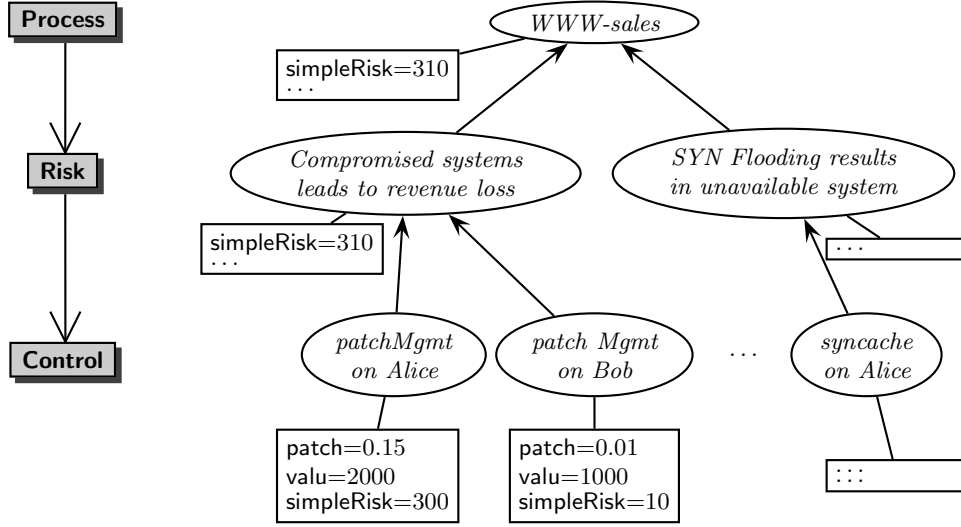 Process
WWW-sales
simpleRisk=310
...
Risk
Compromised systems
leads to revenue loss
SYN Flooding results
in unavailable system
simpleRisk=310
...
...
Control
patchMgmt
on Alice
patch Mgmt
on Bob
...
syncache
on Alice
patch=0.15
valu=2000
simpleRisk=300
patch=0.01
valu=1000
simpleRisk=10
...